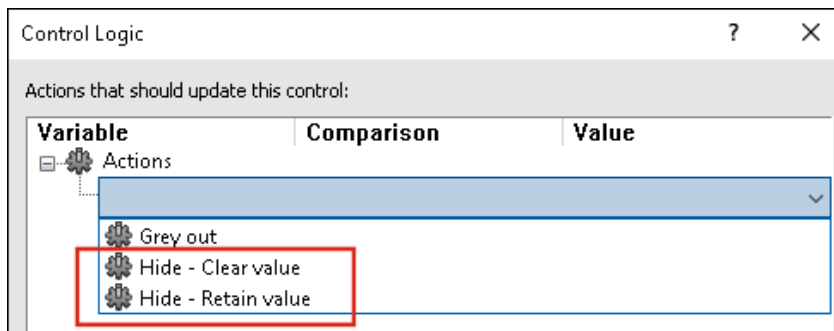 Control Logic ?
Actions that should update this control:
Variable Comparison Value
Actions
Grey out
Hide - Clear value
Hide - Retain value